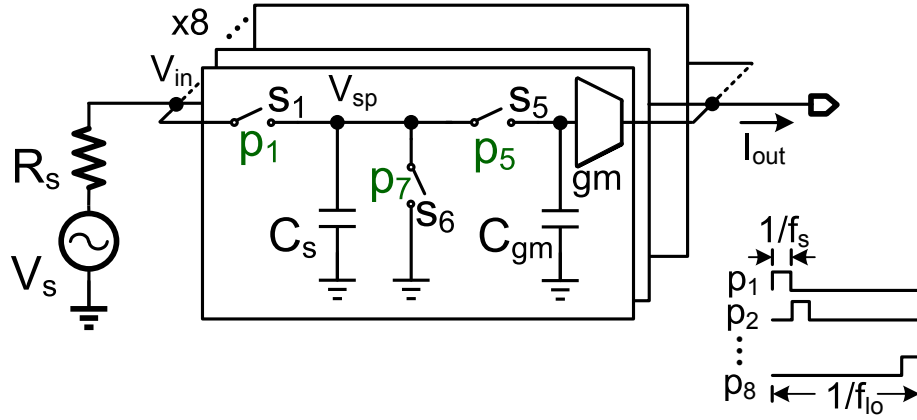 x8
V_in
S_1
V_sp
S_5
p_1
p_5
gm
I_out
R_s
p_7
S_6
C_s
C_gm
V_s
1/f_s
p_1
p_2
p_8
1/f_lo